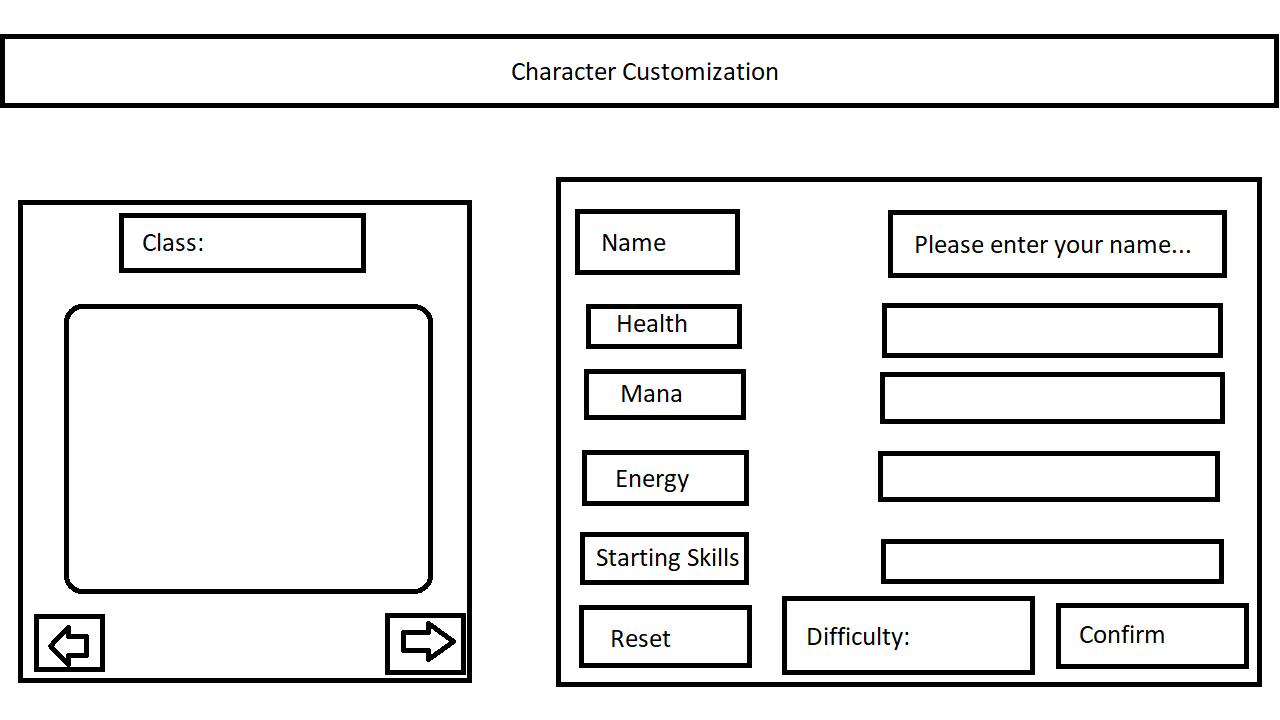 Character Customization
Class:
Name
Please enter your name...
Health
Mana
Energy
Starting Skills
Reset
Difficulty:
Confirm